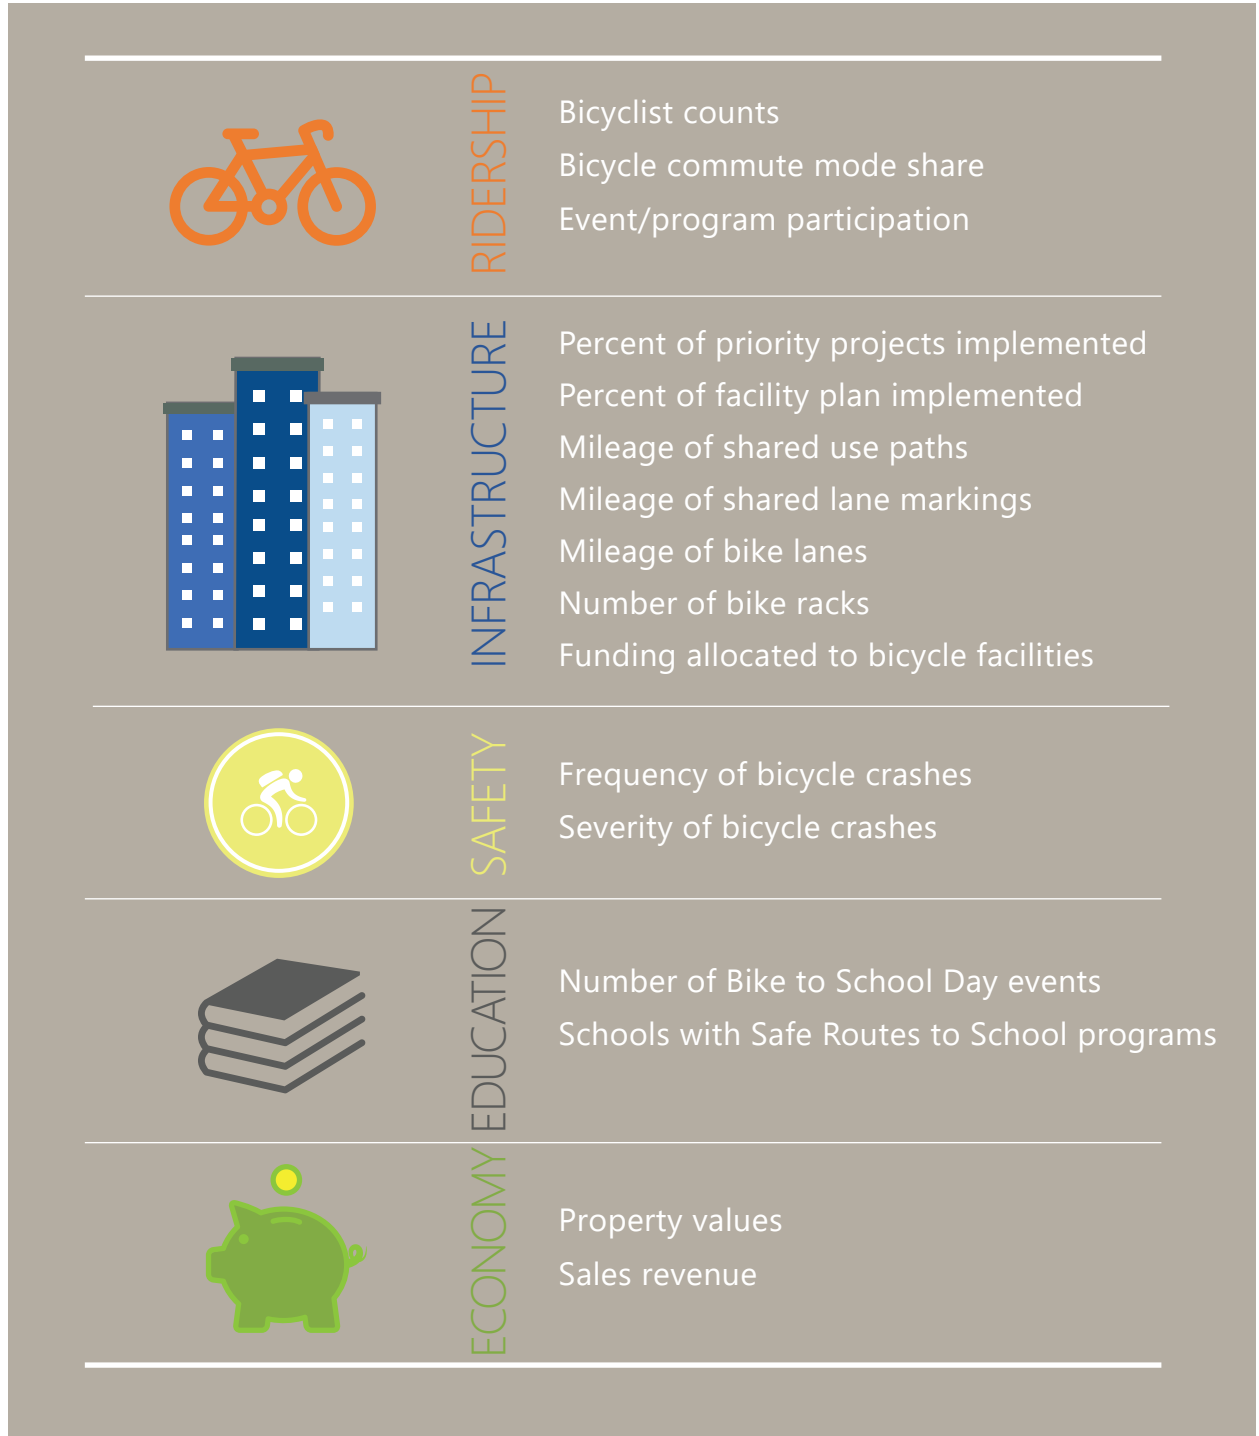 RIDERSHIP
Bicyclist counts
Bicycle commute mode share
Event/program participation
INFRASTRUCTURE
Percent of priority projects implemented
Percent of facility plan implemented
Mileage of shared use paths
Mileage of shared lane markings
Mileage of bike lanes
Number of bike racks
Funding allocated to bicycle facilities
SAFETY
Frequency of bicycle crashes
Severity of bicycle crashes
EDUCATION
Number of Bike to School Day events
Schools with Safe Routes to School programs
ECONOMY
Property values
Sales revenue